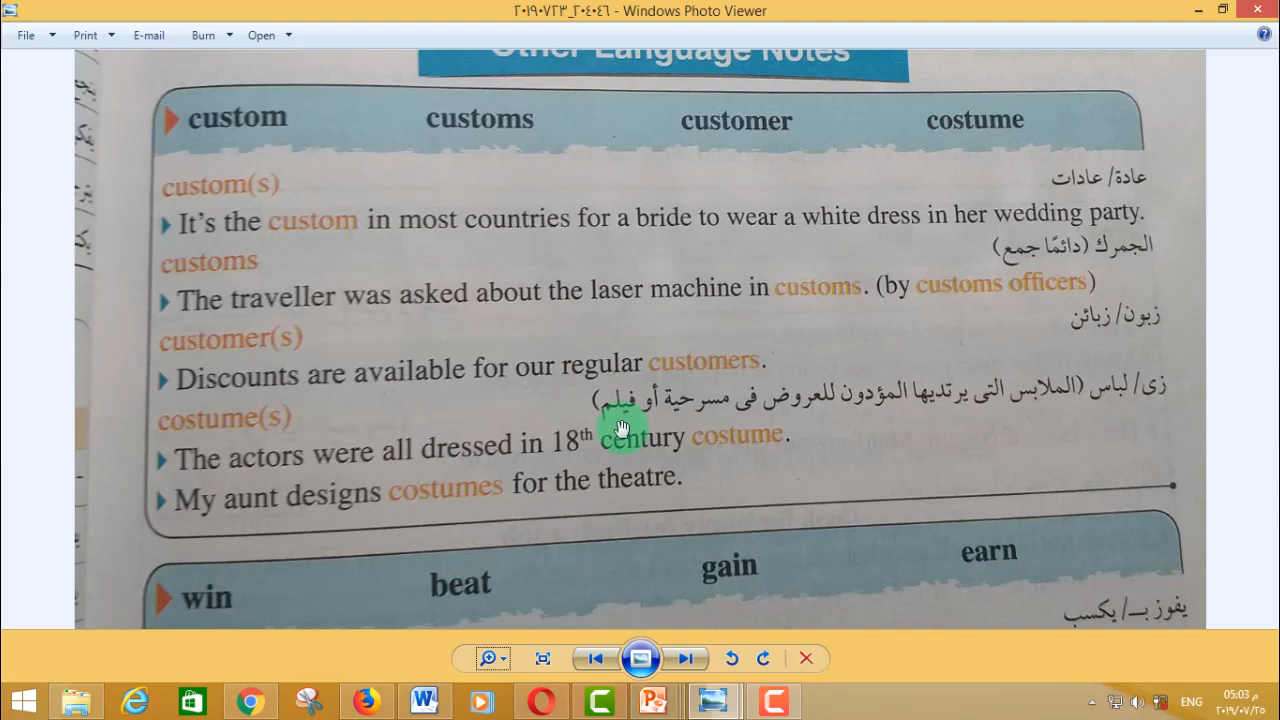 ٢٠١٩٠٧٢٣_٢٠٤٠٤٦ - Windows Photo Viewer
File Print E-mail Burn Open
Other Language Notes
custom customs customer costume
custom(s) عادة/ عادات
It's the custom in most countries for a bride to wear a white dress in her wedding party.
customs الجمرك (دائمًا جمع)
The traveller was asked about the laser machine in customs. (by customs officers)
customer(s) زبون/ زبائن
Discounts are available for our regular customers.
costume(s) زى/ لباس (الملابس التى يرتديها المؤدون للعروض فى مسرحية أو فيلم)
The actors were all dressed in 18th century costume.
My aunt designs costumes for the theatre.
win beat gain earn
يفوز بـ/ يكسب
ENG
05:03 م
٢٠١٩/٠٧/٢٥